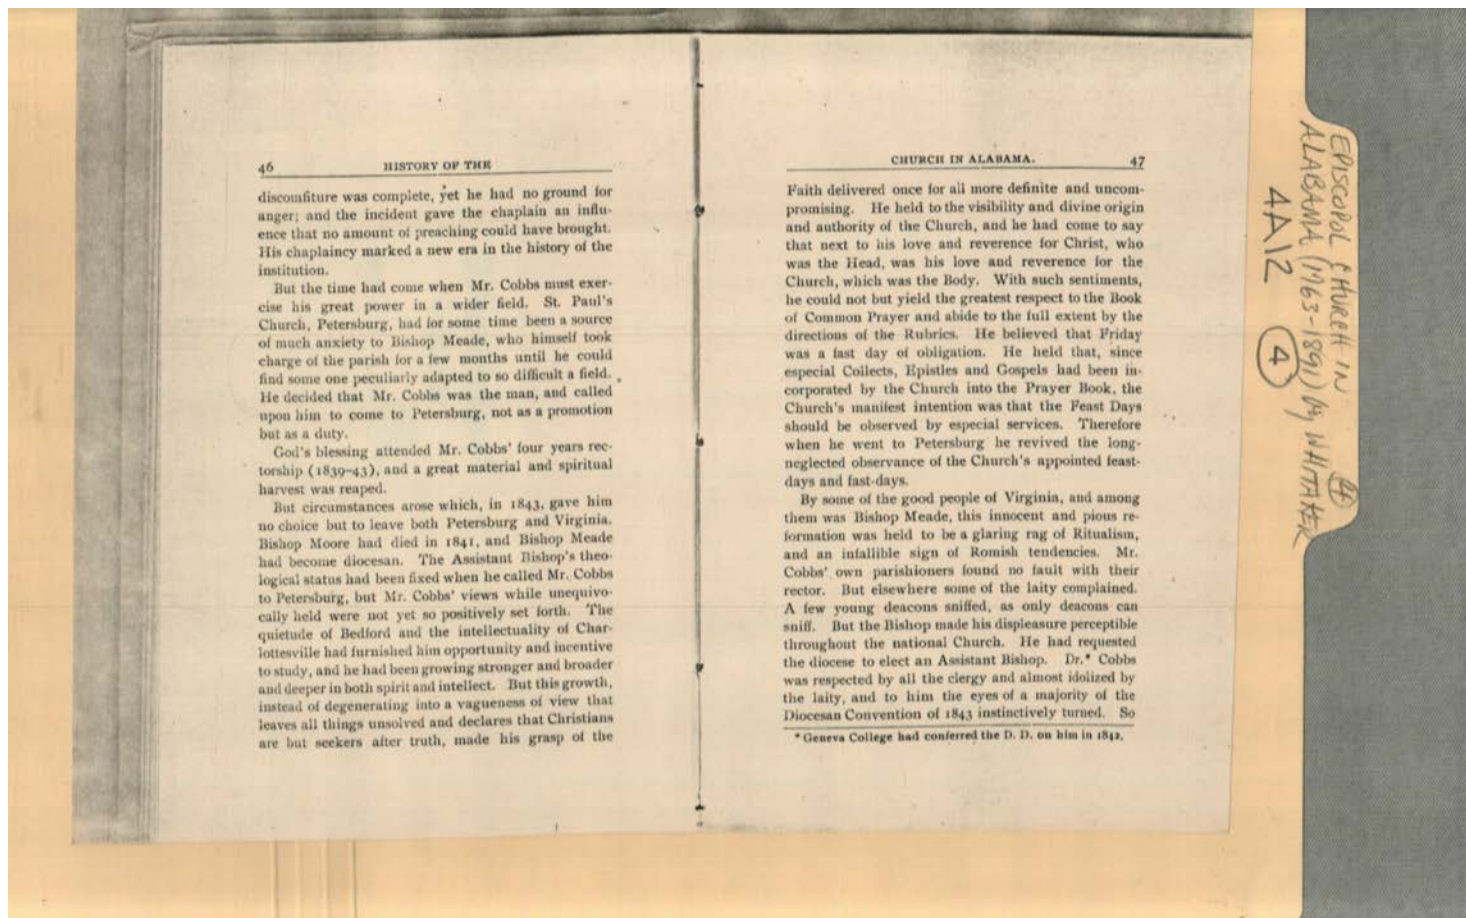 46 HISTORY OF THE
discomfiture was complete, yet he had no ground for
anger; and the incident gave the chaplain an influ-
ence that no amount of preaching could have brought.
His chaplaincy marked a new era in the history of the
institution.
But the time had come when Mr. Cobbs must exer-
cise his great power in a wider field. St. Paul's
Church, Petersburg, had for some time been a source
of much anxiety to Bishop Meade, who himself took
charge of the parish for a few months until he could
find some one peculiarly adapted to so difficult a field.
He decided that Mr. Cobbs was the man, and called
upon him to come to Petersburg, not as a promotion
but as a duty.
God's blessing attended Mr. Cobbs' four years rec-
torship (1839-43), and a great material and spiritual
harvest was reaped.
But circumstances arose which, in 1843, gave him
no choice but to leave both Petersburg and Virginia.
Bishop Moore had died in 1841, and Bishop Meade
had become diocesan. The Assistant Bishop's theo-
logical status had been fixed when he called Mr. Cobbs
to Petersburg, but Mr. Cobbs' views while unequivo-
cally held were not yet so positively set forth. The
quietude of Bedford and the intellectuality of Char-
lottesville had furnished him opportunity and incentive
to study, and he had been growing stronger and broader
and deeper in both spirit and intellect. But this growth,
instead of degenerating into a vagueness of view that
leaves all things unsolved and declares that Christians
are but seekers after truth, made his grasp of the
CHURCH IN ALABAMA. 47
Faith delivered once for all more definite and uncom-
promising. He held to the visibility and divine origin
and authority of the Church, and he had come to say
that next to his love and reverence for Christ, who
was the Head, was his love and reverence for the
Church, which was the Body. With such sentiments,
he could not but yield the greatest respect to the Book
of Common Prayer and abide to the full extent by the
directions of the Rubrics. He believed that Friday
was a fast day of obligation. He held that, since
especial Collects, Epistles and Gospels had been in-
corporated by the Church into the Prayer Book, the
Church's manifest intention was that the Feast Days
should be observed by especial services. Therefore
when he went to Petersburg he revived the long-
neglected observance of the Church's appointed feast-
days and fast-days.
By some of the good people of Virginia, and among
them was Bishop Meade, this innocent and pious re-
formation was held to be a glaring rag of Ritualism,
and an infallible sign of Romish tendencies. Mr.
Cobbs' own parishioners found no fault with their
rector. But elsewhere some of the laity complained.
A few young deacons sniffed, as only deacons can
sniff. But the Bishop made his displeasure perceptible
throughout the national Church. He had requested
the diocese to elect an Assistant Bishop. Dr.* Cobbs
was respected by all the clergy and almost idolized by
the laity, and to him the eyes of a majority of the
Diocesan Convention of 1843 instinctively turned. So
* Geneva College had conferred the D. D. on him in 1842.
EPISCOPOL CHURCH IN
ALABAMA (1763-1891) by WHITAKER
4A12 4